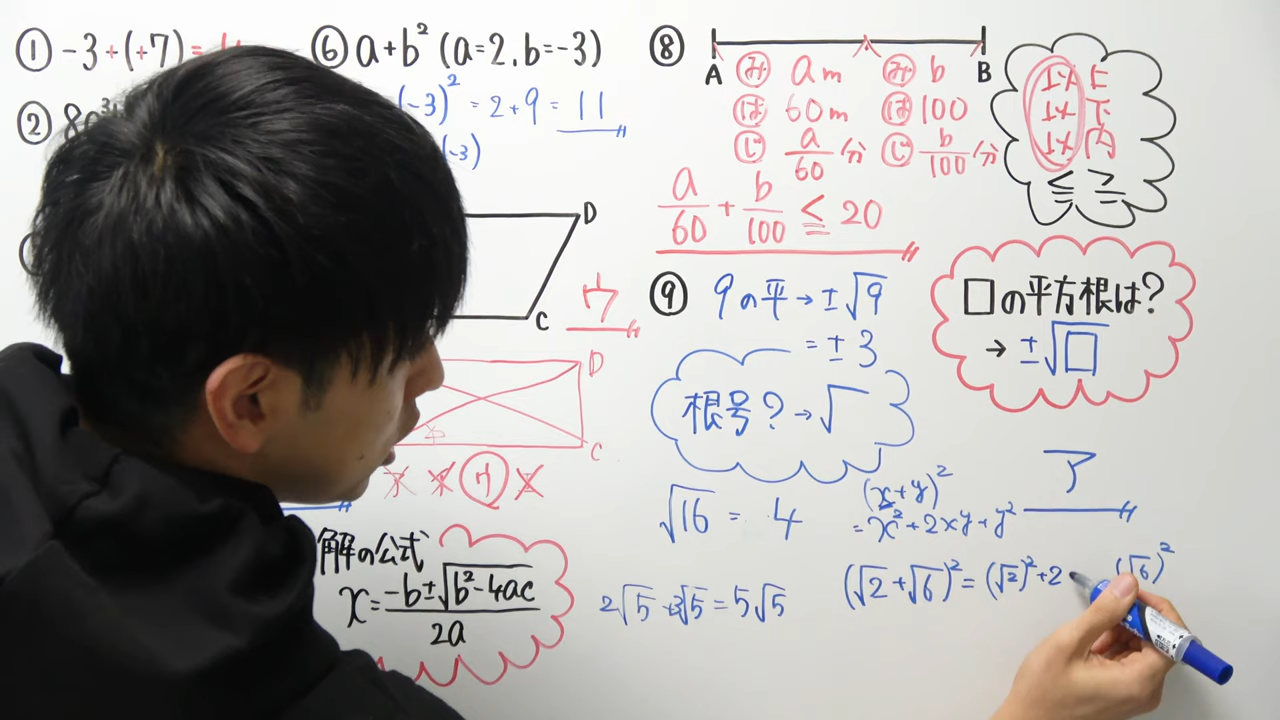 ① -3+(+7)=
② 8a³
⑥ a+b² (a=2.b=-3)
(-3)² = 2+9 = 11
(-3)
D
C
ウ
D
C
ウ
解の公式
x = (-b±√(b²-4ac))/2a
⑧
A B
み a m み b
は 60m は 100
じ a/60 分 じ b/100 分
a/60 + b/100 ≦ 20
以上
以下
以内
≦ ≧
⑨ 9の平→±√9
=±3
□の平方根は?
→ ±√□
根号?→√
√16 = 4
(x+y)²
=x²+2xy+y²
ア
2√5+3√5=5√5
(√2+√6)²=(√2)²+2 (√6)²